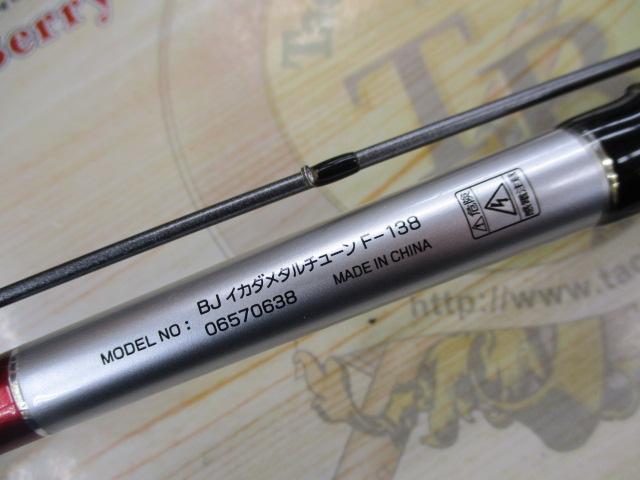 Berry
BJ イカダメタルチューン F-138
MODEL NO : 06570638
MADE IN CHINA
危険
感電注意
http://www.tac